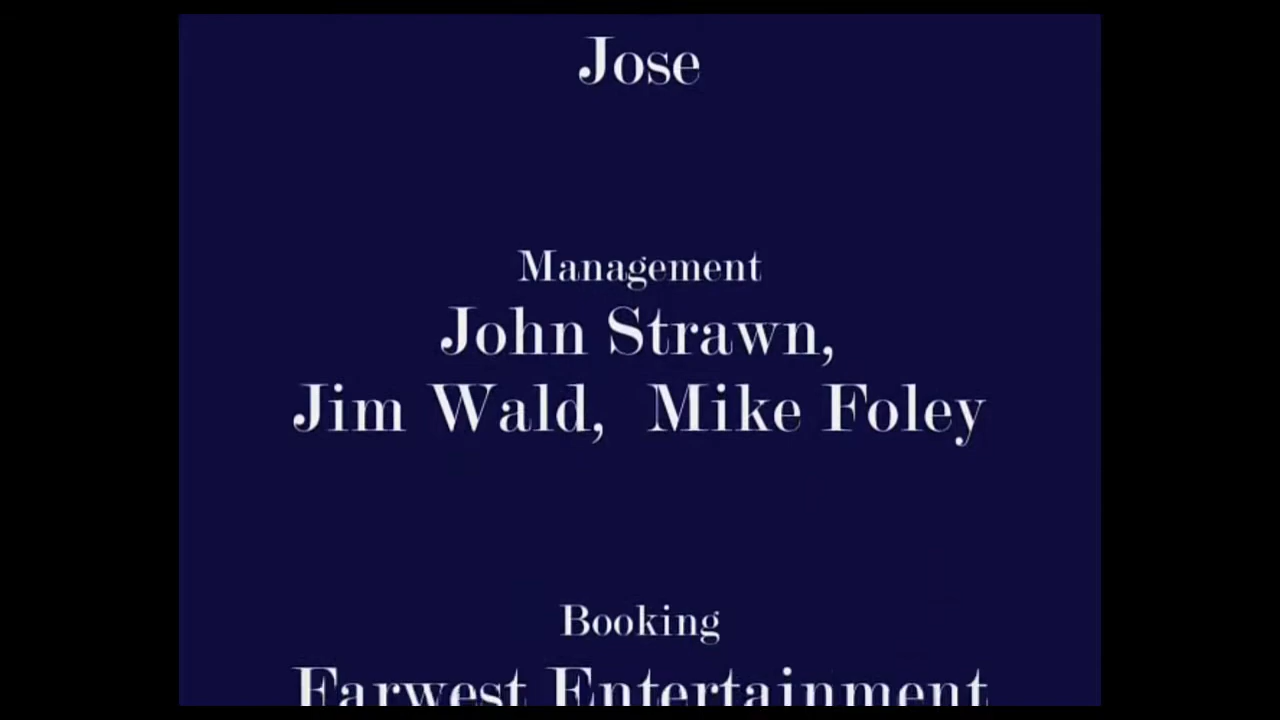 Jose
Management
John Strawn,
Jim Wald, Mike Foley
Booking
Farwest Entertainment